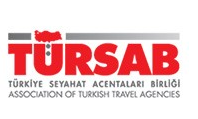 TÜRSAB
TÜRKİYE SEYAHAT ACENTALARI BİRLİĞİ
ASSOCIATION OF TURKISH TRAVEL AGENCIES